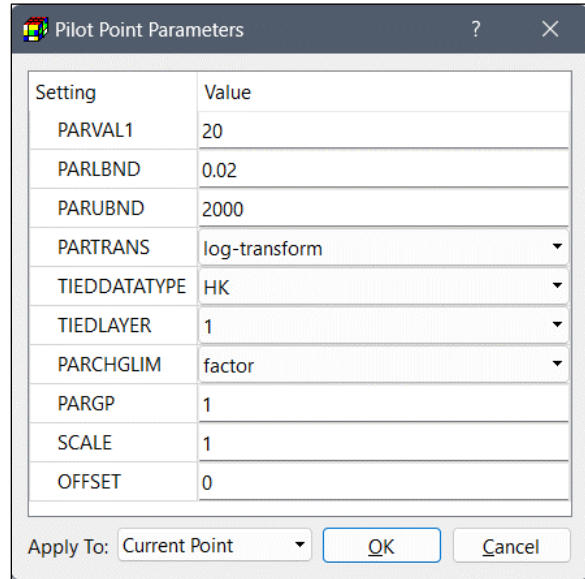 Pilot Point Parameters ?
Setting Value
PARVAL1 20
PARLBND 0.02
PARUBND 2000
PARTRANS log-transform
TIEDDATATYPE HK
TIEDLAYER 1
PARCHGLIM factor
PARGP 1
SCALE 1
OFFSET 0
Apply To: Current Point OK Cancel